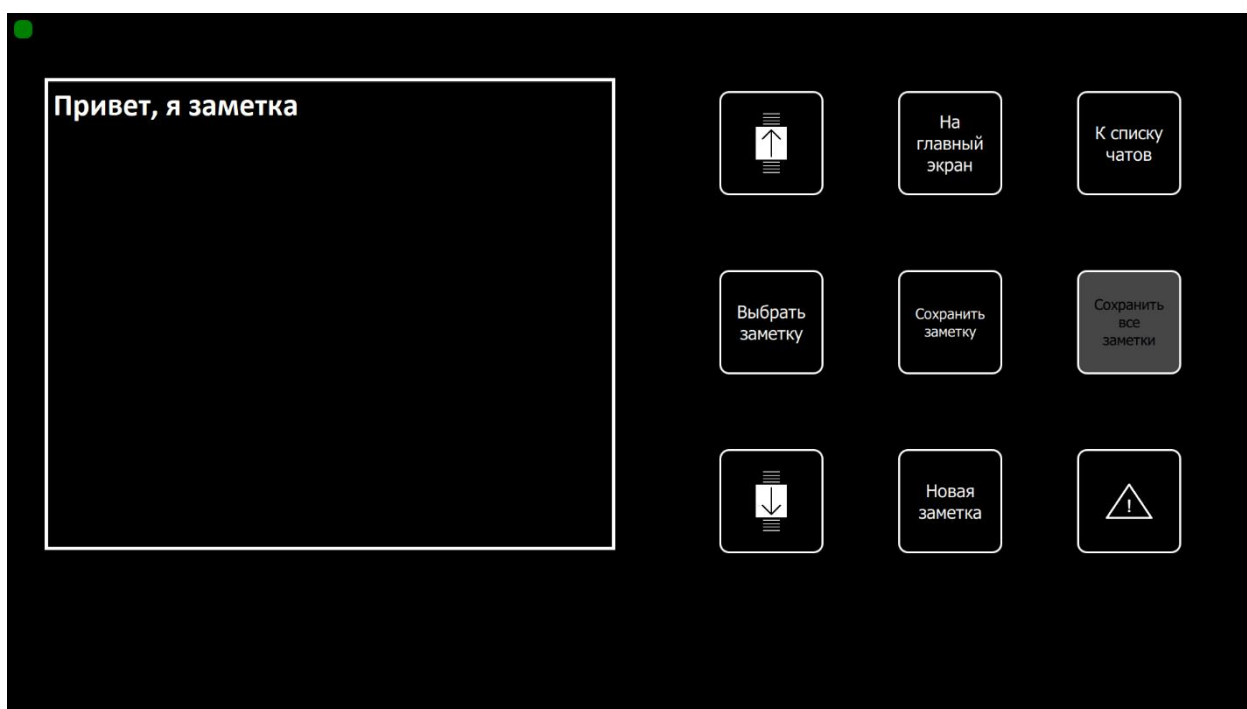 Привет, я заметка
На
главный
экран
К списку
чатов
Выбрать
заметку
Сохранить
заметку
Сохранить
все
заметки
Новая
заметка
!